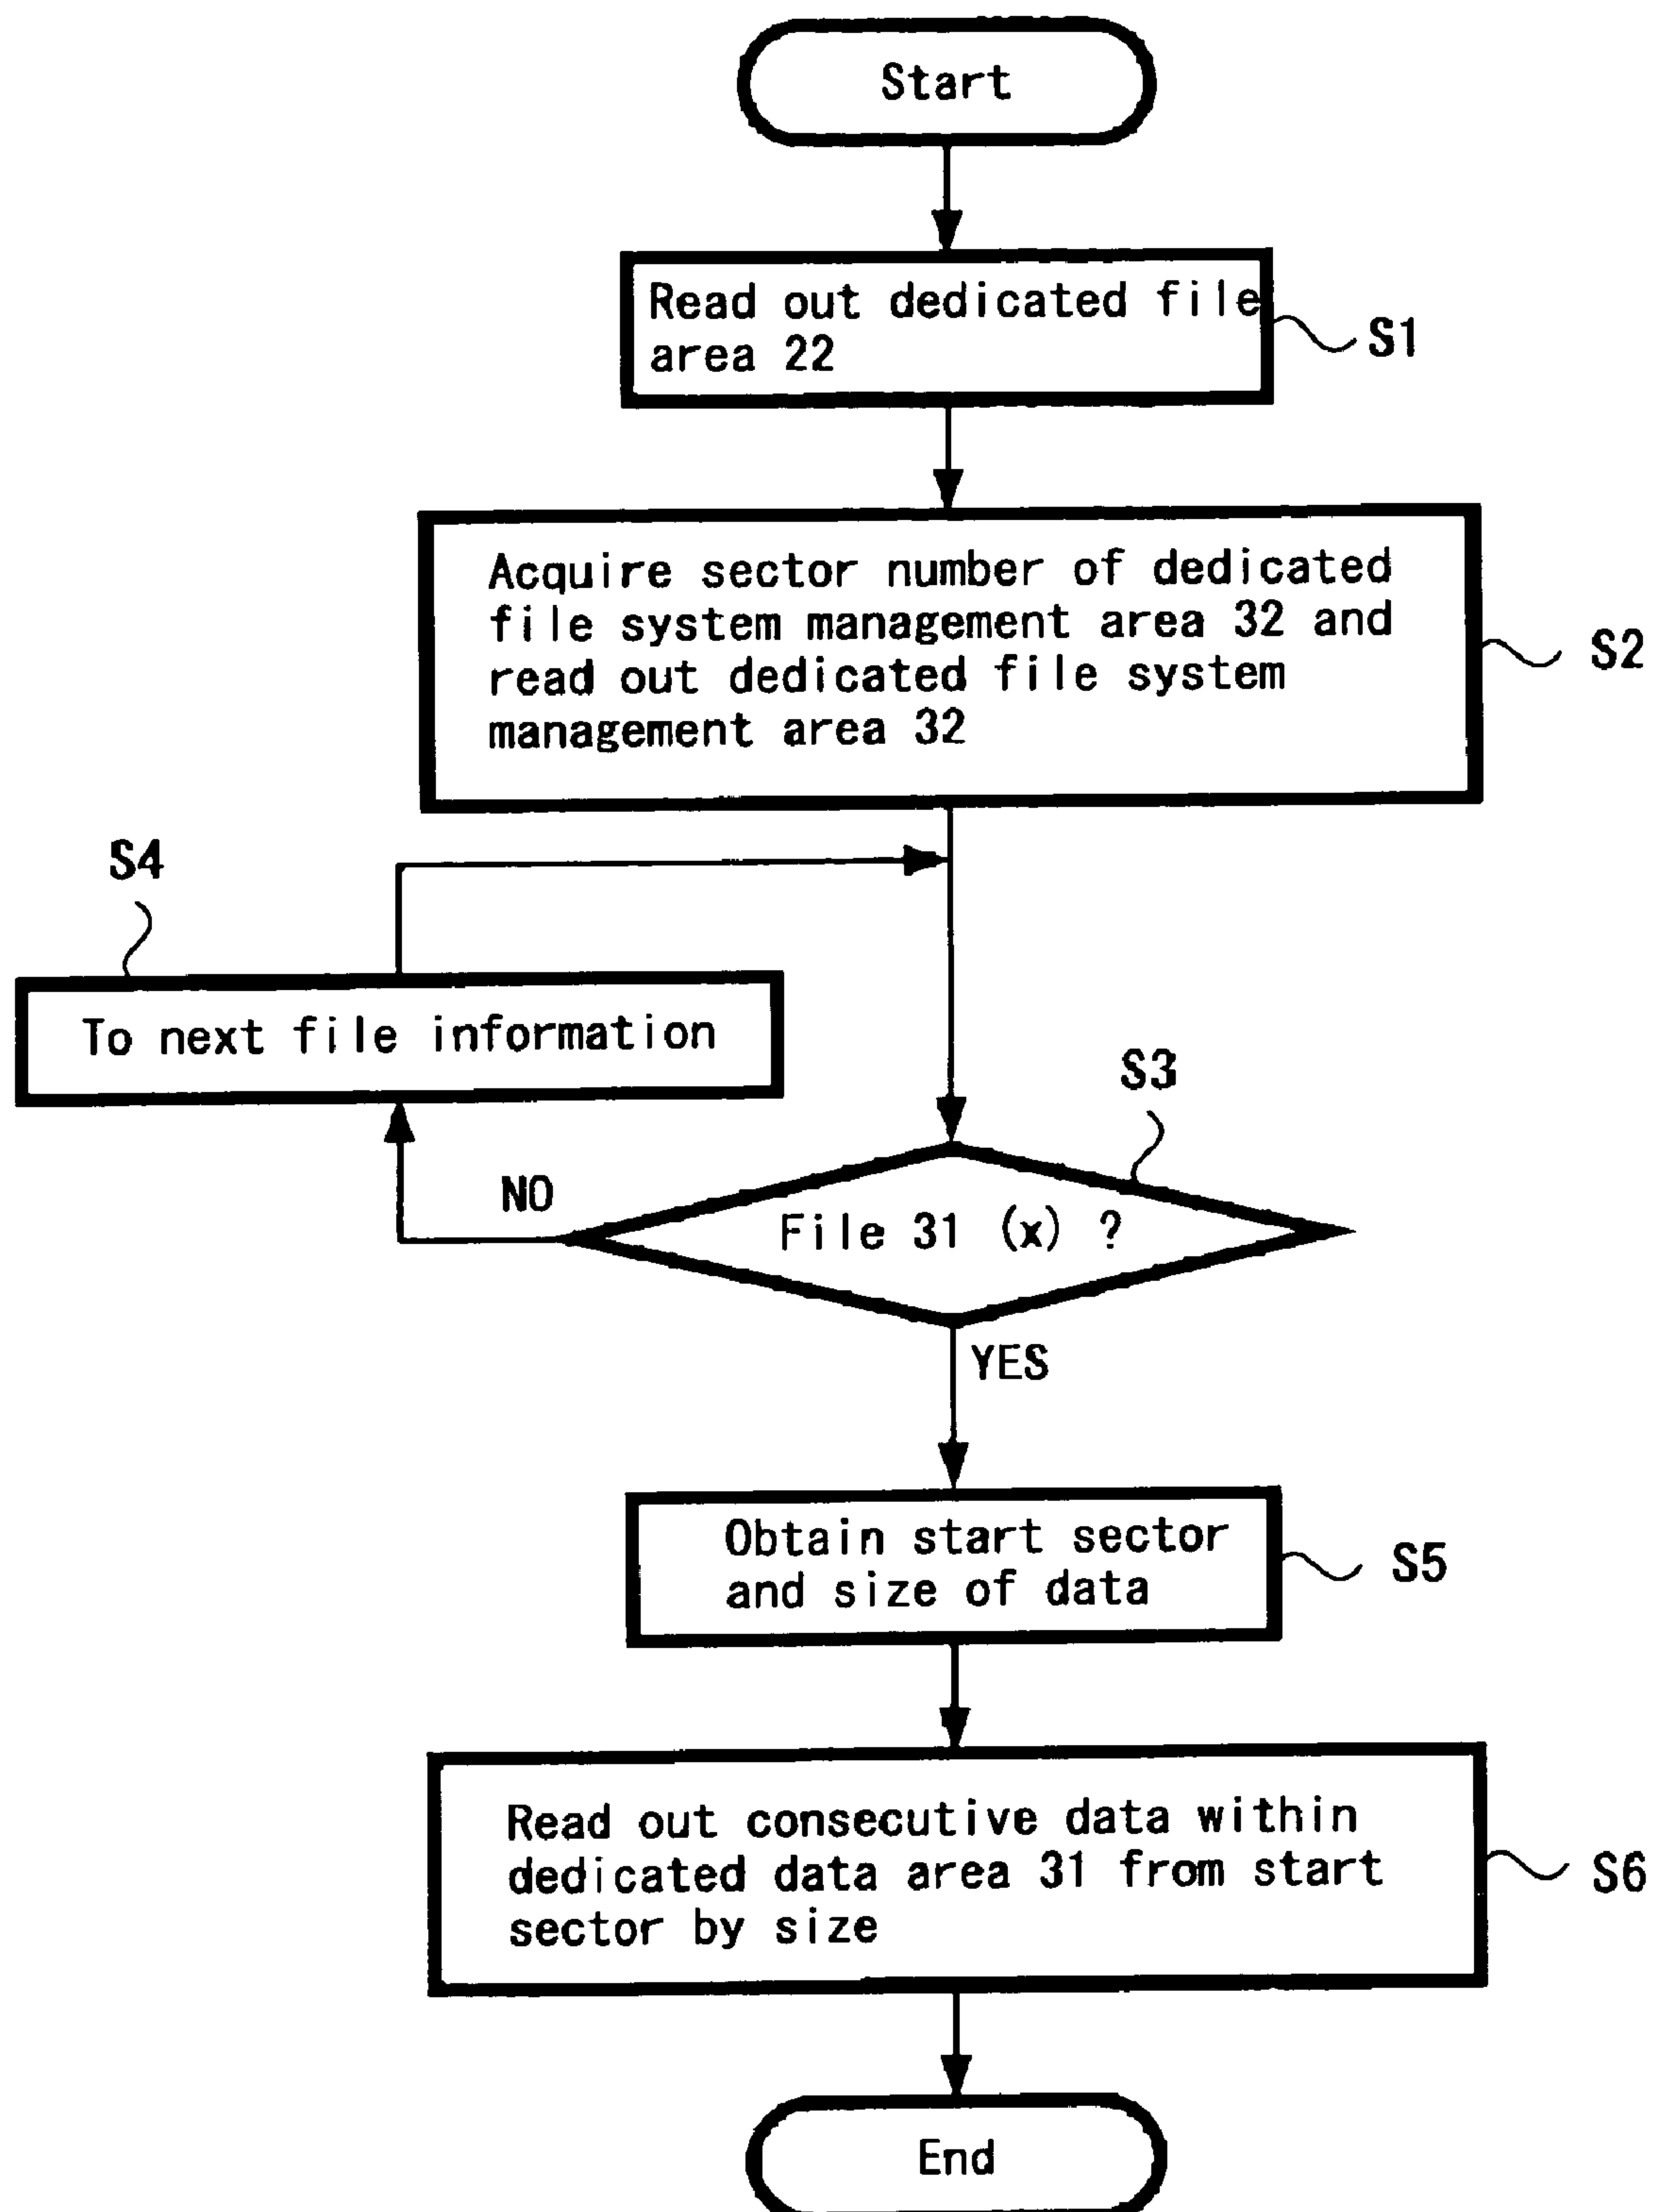 Start
Read out dedicated file
area 22
S1
Acquire sector number of dedicated
file system management area 32 and
read out dedicated file system
management area 32
S2
S4
To next file information
S3
NO
File 31 (x) ?
YES
Obtain start sector
and size of data
S5
Read out consecutive data within
dedicated data area 31 from start
sector by size
S6
End